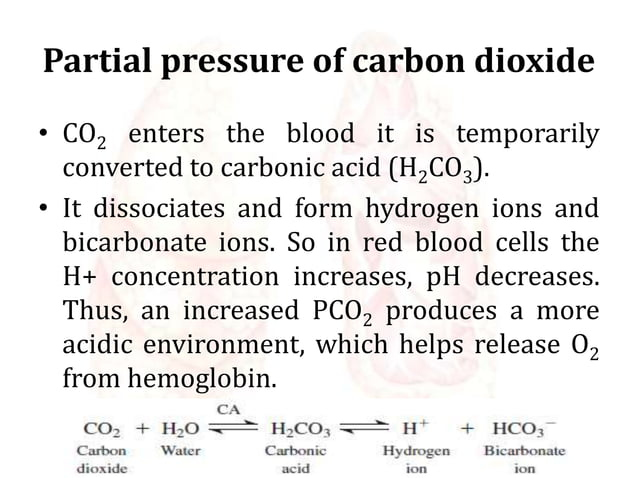 Partial pressure of carbon dioxide
• CO₂ enters the blood it is temporarily
converted to carbonic acid (H₂CO₃).
• It dissociates and form hydrogen ions and
bicarbonate ions. So in red blood cells the
H+ concentration increases, pH decreases.
Thus, an increased PCO₂ produces a more
acidic environment, which helps release O₂
from hemoglobin.
CA
CO₂ + H₂O ⇌ H₂CO₃ ⇌ H⁺ + HCO₃⁻
Carbon Water Carbonic Hydrogen Bicarbonate
dioxide acid ion ion